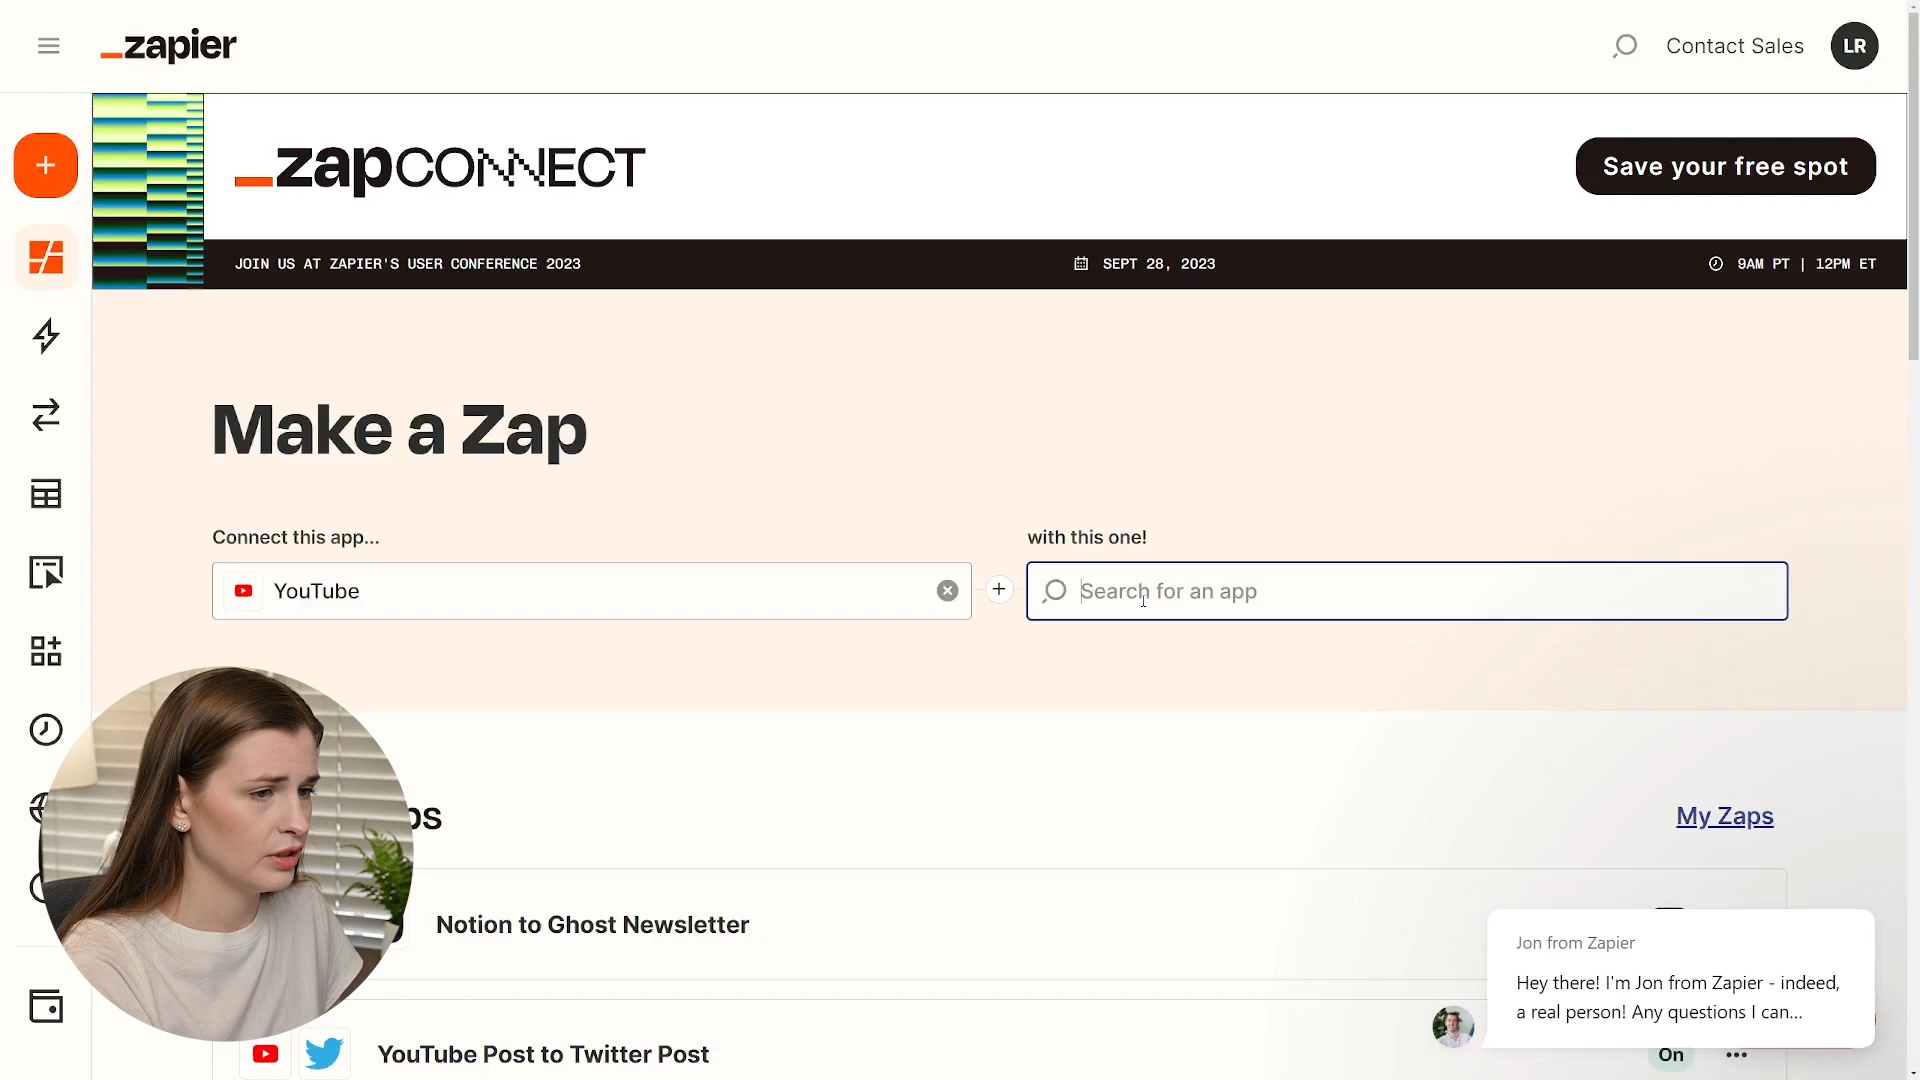 zapier
Contact Sales
LR
zapCONNECT
Save your free spot
JOIN US AT ZAPIER'S USER CONFERENCE 2023
SEPT 28, 2023
9AM PT | 12PM ET
Make a Zap
Connect this app...
with this one!
YouTube
Search for an app
My Zaps
Notion to Ghost Newsletter
Jon from Zapier
Hey there! I'm Jon from Zapier - indeed,
a real person! Any questions I can...
YouTube Post to Twitter Post
On